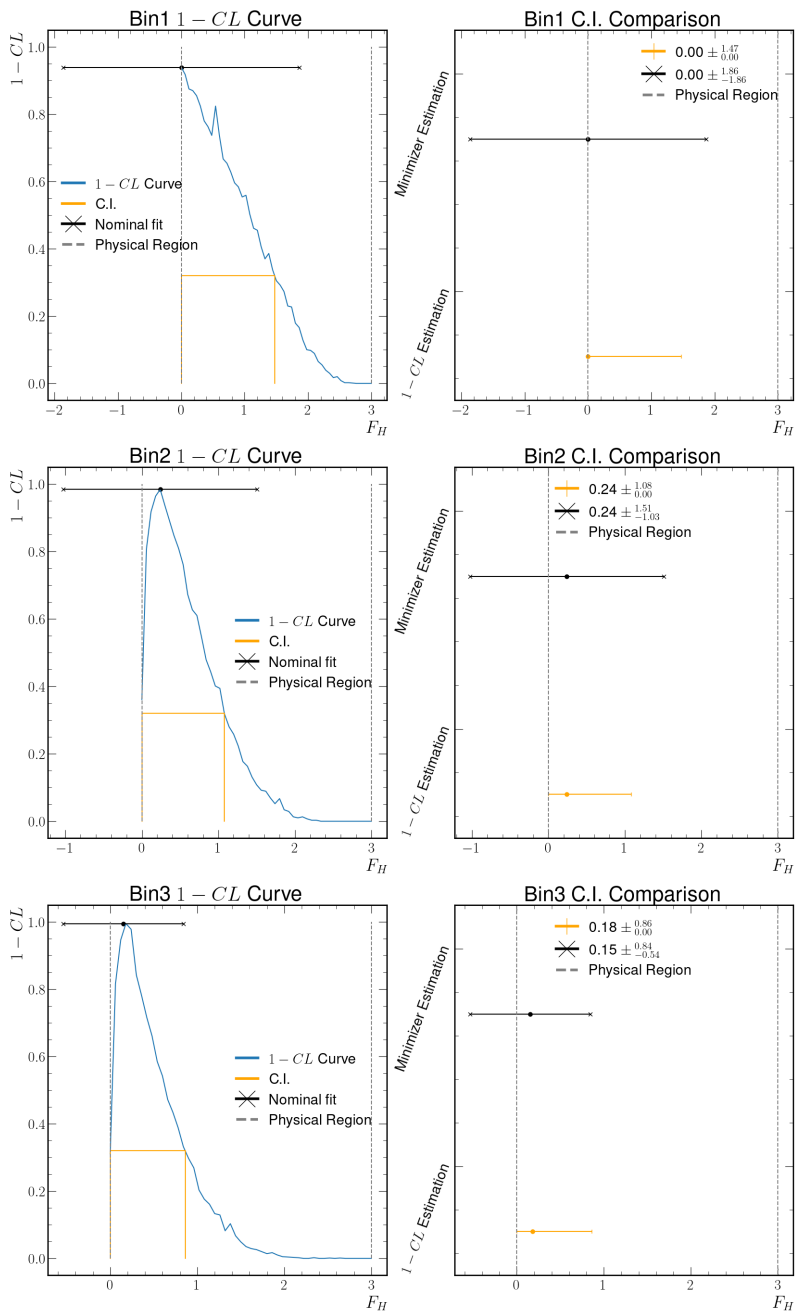 Bin1 1 − CL Curve
1 − CL
1.0
0.8
0.6
0.4
0.2
0.0
1 − CL Curve
C.I.
Nominal fit
Physical Region
−2 −1 0 1 2 3
F_H
Bin1 C.I. Comparison
Minimizer Estimation
1 − CL Estimation
0.00 ± 1.47 0.00
0.00 ± 1.86 −1.86
Physical Region
−2 −1 0 1 2 3
F_H
Bin2 1 − CL Curve
1 − CL
1.0
0.8
0.6
0.4
0.2
0.0
1 − CL Curve
C.I.
Nominal fit
Physical Region
−1 0 1 2 3
F_H
Bin2 C.I. Comparison
Minimizer Estimation
1 − CL Estimation
0.24 ± 1.08 0.00
0.24 ± 1.51 −1.03
Physical Region
−1 0 1 2 3
F_H
Bin3 1 − CL Curve
1 − CL
1.0
0.8
0.6
0.4
0.2
0.0
1 − CL Curve
C.I.
Nominal fit
Physical Region
0 1 2 3
F_H
Bin3 C.I. Comparison
Minimizer Estimation
1 − CL Estimation
0.18 ± 0.86 0.00
0.15 ± 0.84 −0.54
Physical Region
0 1 2 3
F_H